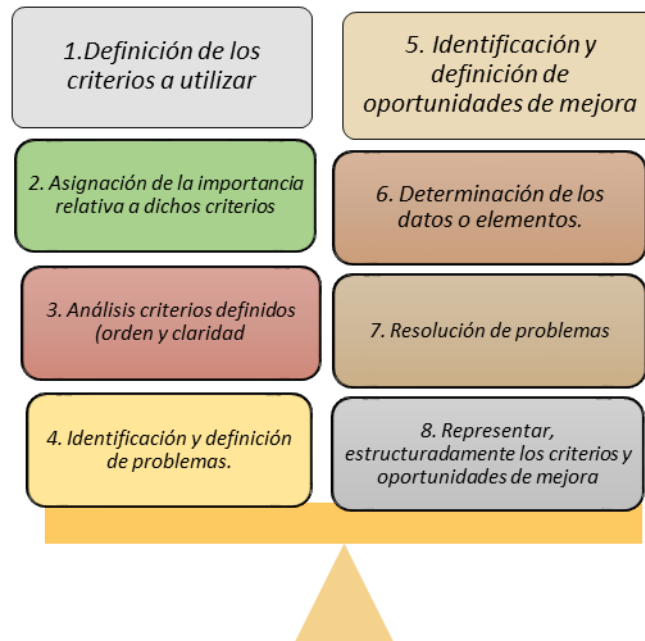 1.Definición de los
criterios a utilizar
2. Asignación de la importancia
relativa a dichos criterios
3. Análisis criterios definidos
(orden y claridad
4. Identificación y definición
de problemas.
5. Identificación y
definición de
oportunidades de mejora
6. Determinación de los
datos o elementos.
7. Resolución de problemas
8. Representar,
estructuradamente los criterios y
oportunidades de mejora